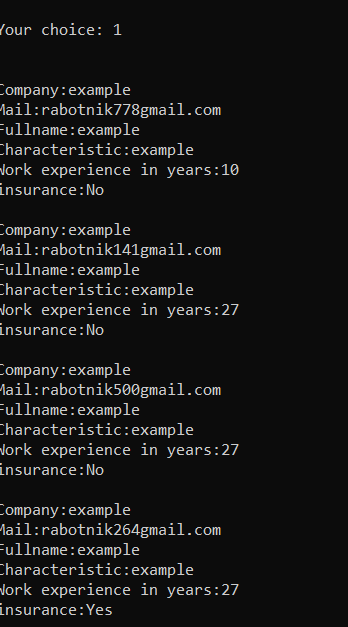 Your choice: 1
Company:example
Mail:rabotnik778gmail.com
Fullname:example
Characteristic:example
Work experience in years:10
insurance:No
Company:example
Mail:rabotnik141gmail.com
Fullname:example
Characteristic:example
Work experience in years:27
insurance:No
Company:example
Mail:rabotnik500gmail.com
Fullname:example
Characteristic:example
Work experience in years:27
insurance:No
Company:example
Mail:rabotnik264gmail.com
Fullname:example
Characteristic:example
Work experience in years:27
insurance:Yes